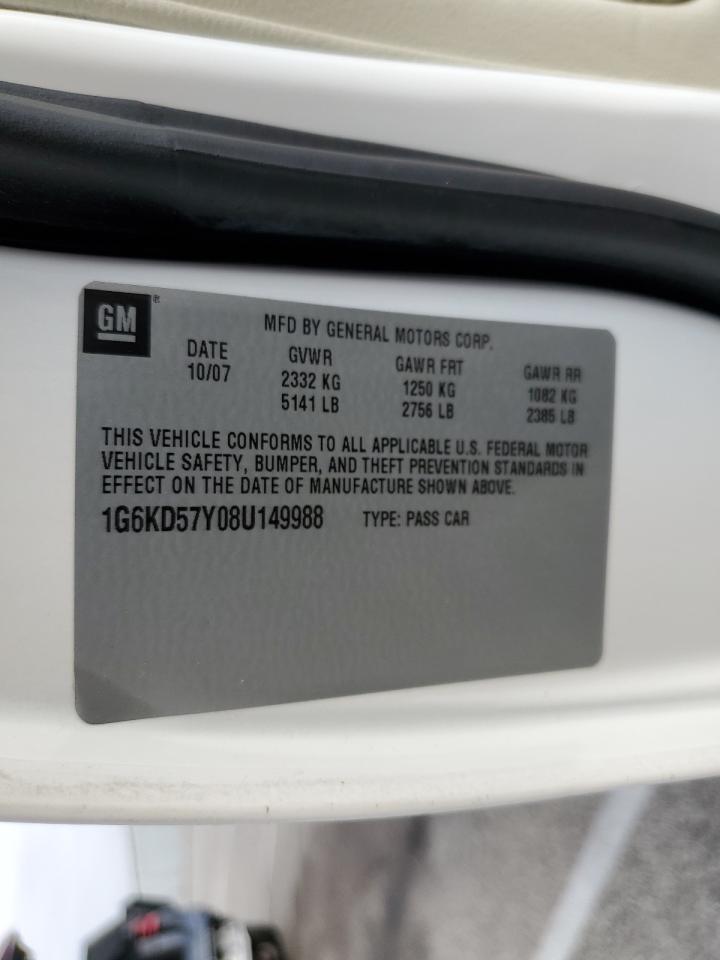 GM®
MFD BY GENERAL MOTORS CORP.
DATE GVWR GAWR FRT GAWR RR
10/07 2332 KG 1250 KG 1082 KG
5141 LB 2756 LB 2385 LB
THIS VEHICLE CONFORMS TO ALL APPLICABLE U.S. FEDERAL MOTOR
VEHICLE SAFETY, BUMPER, AND THEFT PREVENTION STANDARDS IN
EFFECT ON THE DATE OF MANUFACTURE SHOWN ABOVE.
1G6KD57Y08U149988 TYPE: PASS CAR